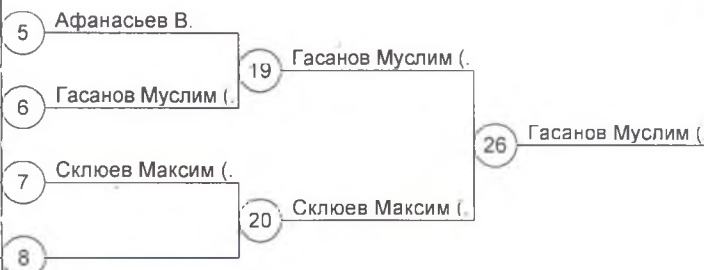 5 Афанасьев В.
19 Гасанов Муслим (.
6 Гасанов Муслим (.
26 Гасанов Муслим (.
7 Склюев Максим (.
20 Склюев Максим (.
8